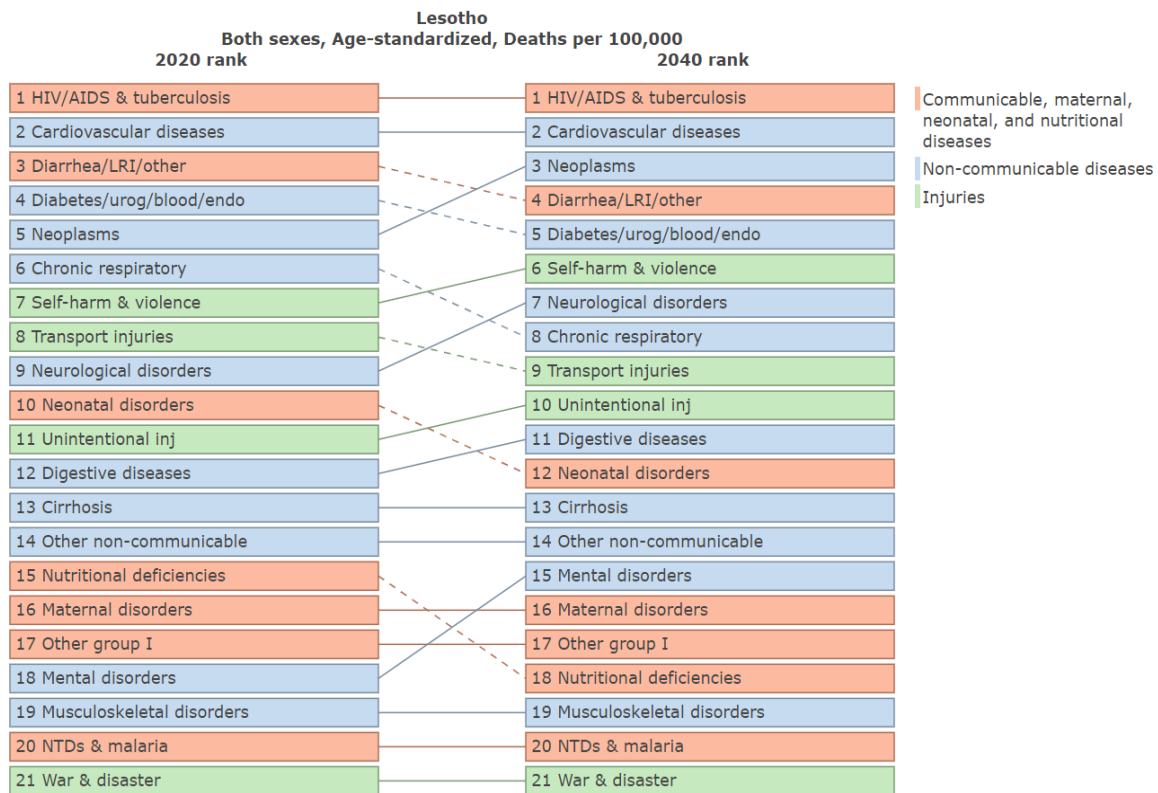 Lesotho
Both sexes, Age-standardized, Deaths per 100,000
2020 rank
2040 rank
1 HIV/AIDS & tuberculosis
2 Cardiovascular diseases
3 Diarrhea/LRI/other
4 Diabetes/urog/blood/endo
5 Neoplasms
6 Chronic respiratory
7 Self-harm & violence
8 Transport injuries
9 Neurological disorders
10 Neonatal disorders
11 Unintentional inj
12 Digestive diseases
13 Cirrhosis
14 Other non-communicable
15 Nutritional deficiencies
16 Maternal disorders
17 Other group I
18 Mental disorders
19 Musculoskeletal disorders
20 NTDs & malaria
21 War & disaster
1 HIV/AIDS & tuberculosis
2 Cardiovascular diseases
3 Neoplasms
4 Diarrhea/LRI/other
5 Diabetes/urog/blood/endo
6 Self-harm & violence
7 Neurological disorders
8 Chronic respiratory
9 Transport injuries
10 Unintentional inj
11 Digestive diseases
12 Neonatal disorders
13 Cirrhosis
14 Other non-communicable
15 Mental disorders
16 Maternal disorders
17 Other group I
18 Nutritional deficiencies
19 Musculoskeletal disorders
20 NTDs & malaria
21 War & disaster
Communicable, maternal,
neonatal, and nutritional
diseases
Non-communicable diseases
Injuries